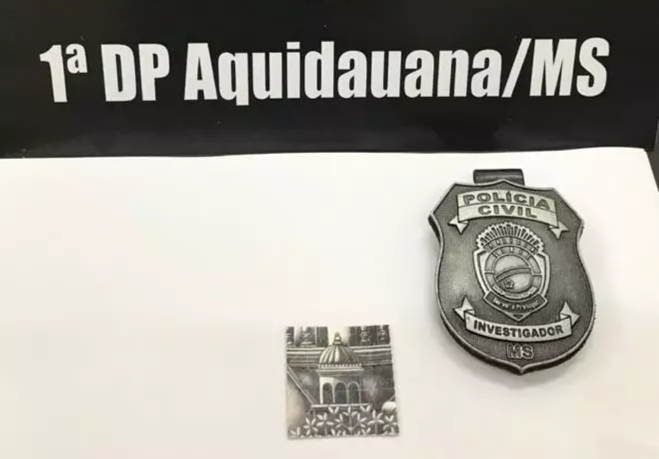 1ª DP Aquidauana/MS
POLÍCIA
CIVIL
INVESTIGADOR
MS